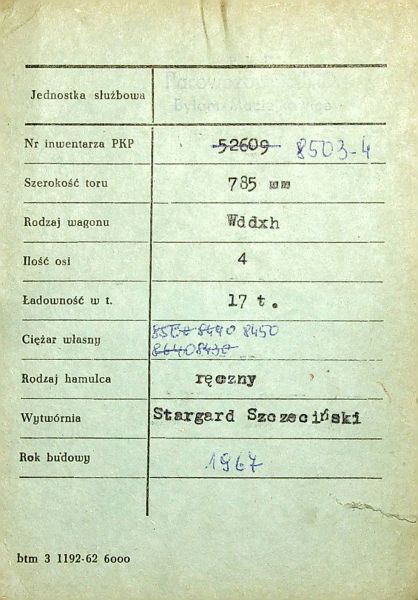 Jednostka służbowa
Nr inwentarza PKP 52609 8503-4
Szerokość toru 785 mm
Rodzaj wagonu Wddxh
Ilość osi 4
Ładowność w t. 17 t.
Ciężar własny 8440 8450
Rodzaj hamulca ręczny
Wytwórnia Stargard Szczeciński
Rok budowy 1967
btm 3 1192-62 6000